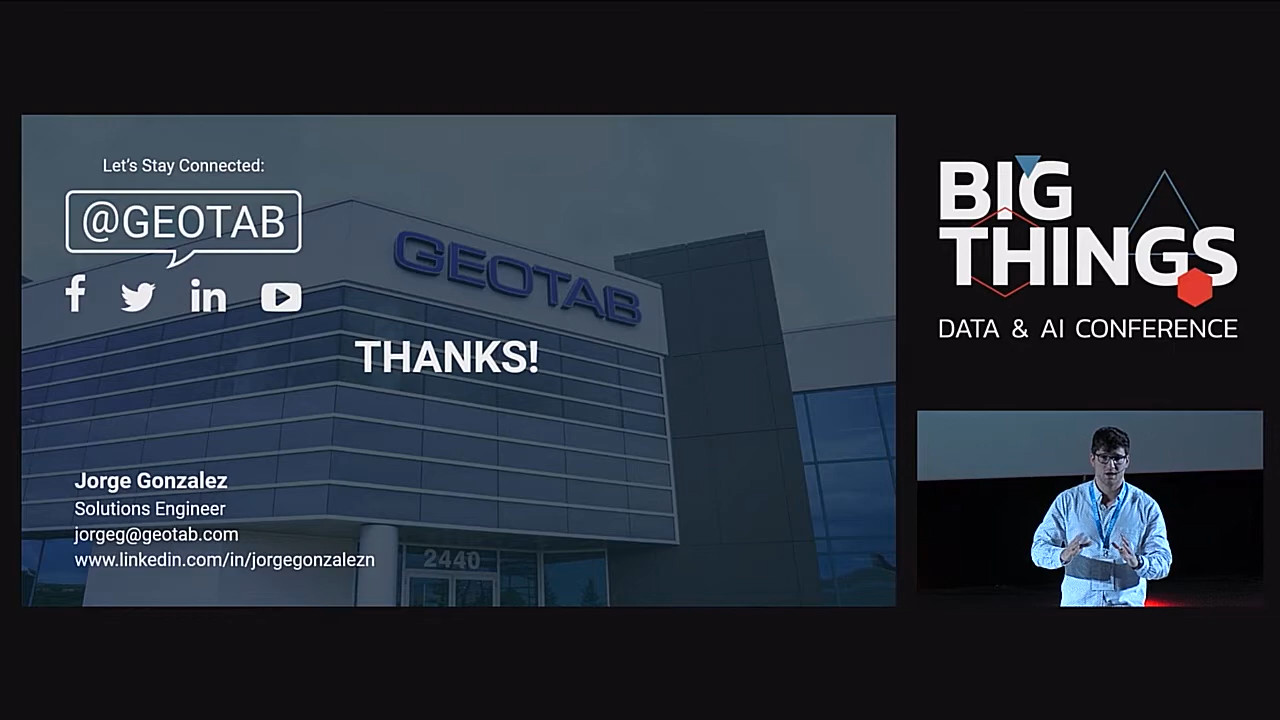 Let's Stay Connected:
@GEOTAB
GEOTAB
THANKS!
Jorge Gonzalez
Solutions Engineer
jorgeg@geotab.com
www.linkedin.com/in/jorgegonzalezn
2440
BIG
THINGS
DATA & AI CONFERENCE